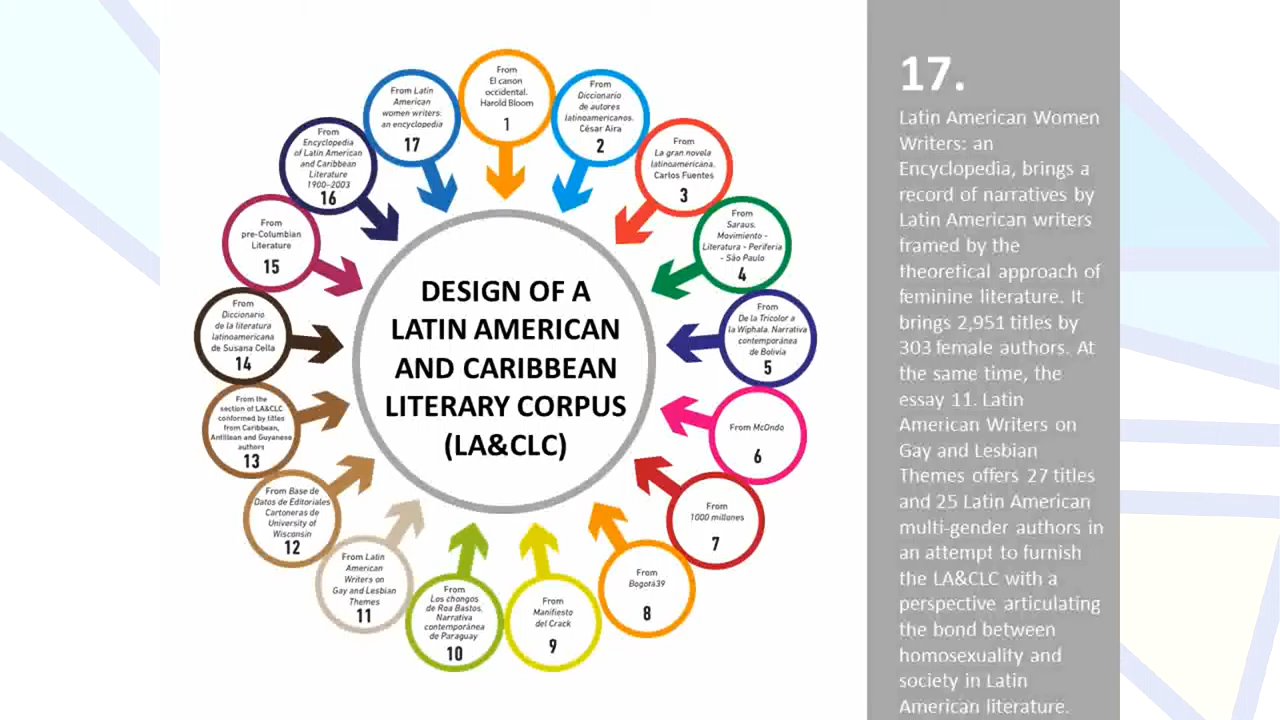 From
El canon
occidental.
Harold Bloom
1
From
Diccionario
de autores
latinoamericanos.
César Aira
2
From
La gran novela
latinoamericana.
Carlos Fuentes
3
From
Saraus.
Movimiento -
Literatura - Periferia
- São Paulo
4
From
De la Tricolor a
la Wiphala. Narrativa
contemporánea
de Bolivia
5
From McOndo
6
From
1000 millones
7
From
Bogotá39
8
From
Manifiesto
del Crack
9
From
Los chongos
de Roa Bastos.
Narrativa
contemporánea
de Paraguay
10
From Latin
American
Writers on
Gay and Lesbian
Themes
11
From Base de
Datos de Editoriales
Cartoneras de
University of
Wisconsin
12
From the
section of LA&CLC
conformed by titles
from Caribbean,
Antillean and Guyanese
authors
13
From
Diccionario
de la literatura
latinoamericana
de Susana Cella
14
From
pre-Columbian
Literature
15
From
Encyclopedia
of Latin American
and Caribbean
Literature
1900-2003
16
From Latin
American
women writers:
an encyclopedia
17
DESIGN OF A
LATIN AMERICAN
AND CARIBBEAN
LITERARY CORPUS
(LA&CLC)
17.
Latin American Women
Writers: an
Encyclopedia, brings a
record of narratives by
Latin American writers
framed by the
theoretical approach of
feminine literature. It
brings 2,951 titles by
303 female authors. At
the same time, the
essay 11. Latin
American Writers on
Gay and Lesbian
Themes offers 27 titles
and 25 Latin American
multi-gender authors in
an attempt to furnish
the LA&CLC with a
perspective articulating
the bond between
homosexuality and
society in Latin
American literature.